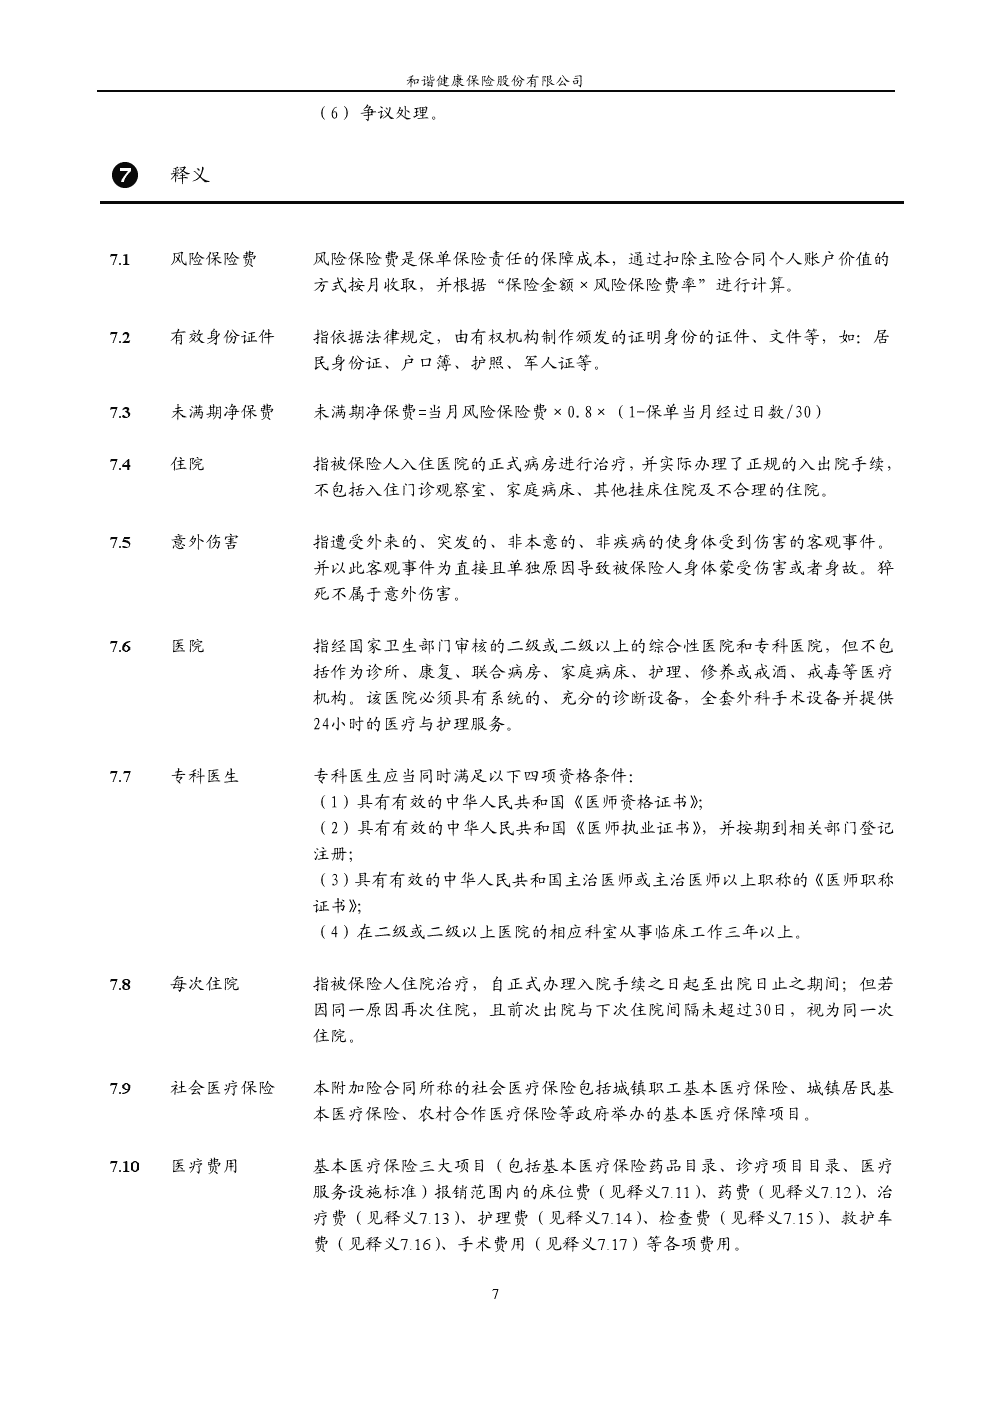 和谐健康保险股份有限公司
（6） 争议处理。
7 释义
7.1 风险保险费 风险保险费是保单保险责任的保障成本，通过扣除主险合同个人账户价值的
方式按月收取，并根据“保险金额×风险保险费率”进行计算。
7.2 有效身份证件 指依据法律规定，由有权机构制作颁发的证明身份的证件、文件等，如：居
民身份证、户口簿、护照、军人证等。
7.3 未满期净保费 未满期净保费=当月风险保险费×0.8×（1-保单当月经过日数/30）
7.4 住院 指被保险人入住医院的正式病房进行治疗，并实际办理了正规的入出院手续，
不包括入住门诊观察室、家庭病床、其他挂床住院及不合理的住院。
7.5 意外伤害 指遭受外来的、突发的、非本意的、非疾病的使身体受到伤害的客观事件。
并以此客观事件为直接且单独原因导致被保险人身体蒙受伤害或者身故。猝
死不属于意外伤害。
7.6 医院 指经国家卫生部门审核的二级或二级以上的综合性医院和专科医院，但不包
括作为诊所、康复、联合病房、家庭病床、护理、修养或戒酒、戒毒等医疗
机构。该医院必须具有系统的、充分的诊断设备，全套外科手术设备并提供
24小时的医疗与护理服务。
7.7 专科医生 专科医生应当同时满足以下四项资格条件：
（1）具有有效的中华人民共和国《医师资格证书》；
（2）具有有效的中华人民共和国《医师执业证书》，并按期到相关部门登记
注册；
（3）具有有效的中华人民共和国主治医师或主治医师以上职称的《医师职称
证书》；
（4）在二级或二级以上医院的相应科室从事临床工作三年以上。
7.8 每次住院 指被保险人住院治疗，自正式办理入院手续之日起至出院日止之期间；但若
因同一原因再次住院，且前次出院与下次住院间隔未超过30日，视为同一次
住院。
7.9 社会医疗保险 本附加险合同所称的社会医疗保险包括城镇职工基本医疗保险、城镇居民基
本医疗保险、农村合作医疗保险等政府举办的基本医疗保障项目。
7.10 医疗费用 基本医疗保险三大项目（包括基本医疗保险药品目录、诊疗项目目录、医疗
服务设施标准）报销范围内的床位费（见释义7.11）、药费（见释义7.12）、治
疗费（见释义7.13）、护理费（见释义7.14）、检查费（见释义7.15）、救护车
费（见释义7.16）、手术费用（见释义7.17）等各项费用。
7